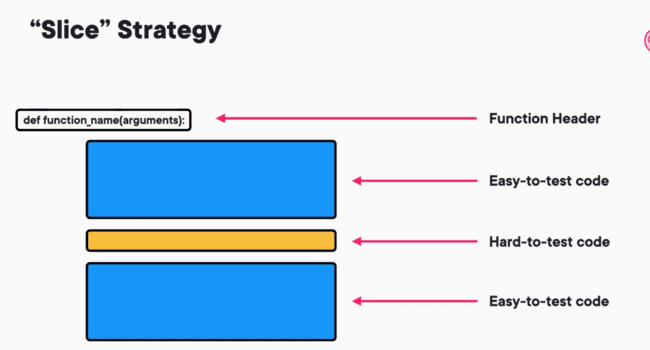 “Slice” Strategy
def function_name(arguments):
Function Header
Easy-to-test code
Hard-to-test code
Easy-to-test code